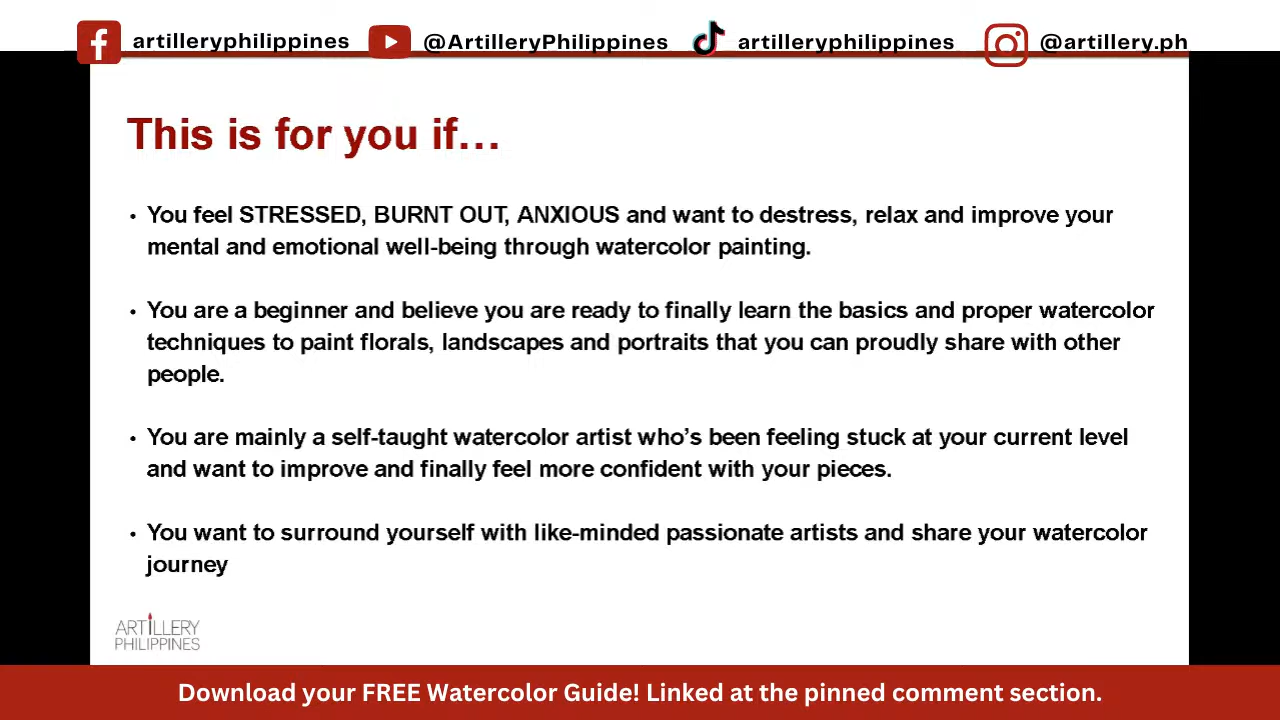 artilleryphilippines @ArtilleryPhilippines artilleryphilippines @artillery.ph
This is for you if…
• You feel STRESSED, BURNT OUT, ANXIOUS and want to destress, relax and improve your
mental and emotional well-being through watercolor painting.
• You are a beginner and believe you are ready to finally learn the basics and proper watercolor
techniques to paint florals, landscapes and portraits that you can proudly share with other
people.
• You are mainly a self-taught watercolor artist who’s been feeling stuck at your current level
and want to improve and finally feel more confident with your pieces.
• You want to surround yourself with like-minded passionate artists and share your watercolor
journey
ARTILLERY
PHILIPPINES
Download your FREE Watercolor Guide! Linked at the pinned comment section.